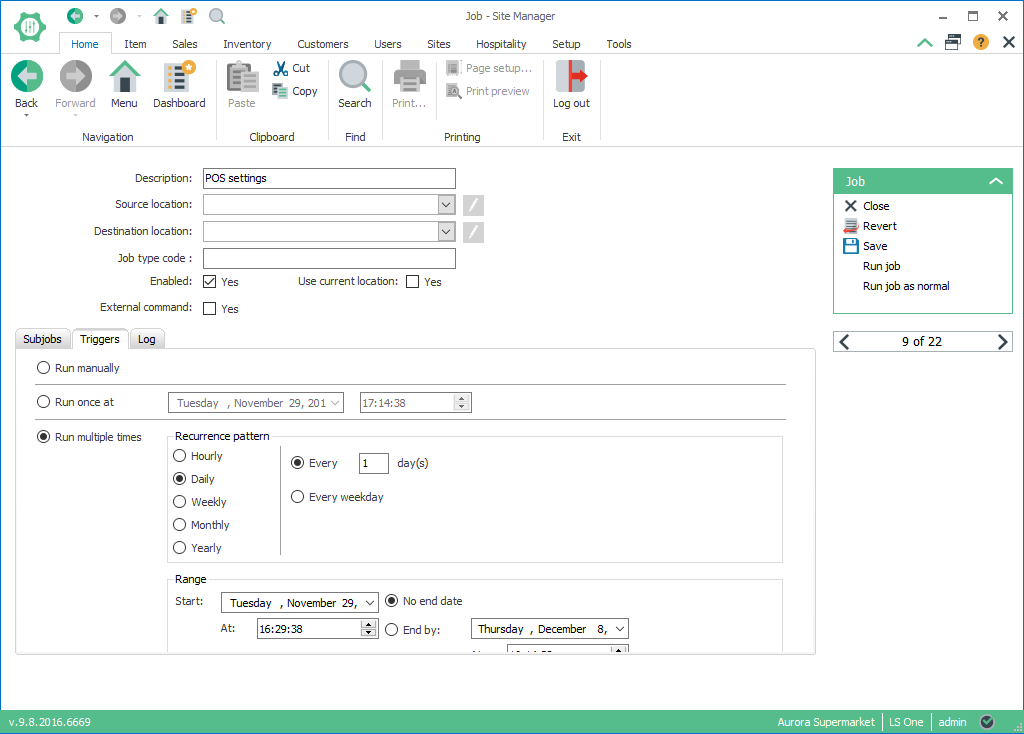 Job - Site Manager
Home Item Sales Inventory Customers Users Sites Hospitality Setup Tools
Back Forward Menu Dashboard Paste Cut Copy Search Print... Page setup... Print preview Log out
Navigation Clipboard Find Printing Exit
Description: POS settings
Source location:
Destination location:
Job type code :
Enabled: Yes Use current location: Yes
External command: Yes
Job
Close
Revert
Save
Run job
Run job as normal
9 of 22
Subjobs Triggers Log
Run manually
Run once at Tuesday , November 29, 201 17:14:38
Run multiple times
Recurrence pattern
Hourly
Daily
Weekly
Monthly
Yearly
Every 1 day(s)
Every weekday
Range
Start: Tuesday , November 29, No end date
At: 16:29:38 End by: Thursday , December 8,
v.9.8.2016.6669 Aurora Supermarket LS One admin